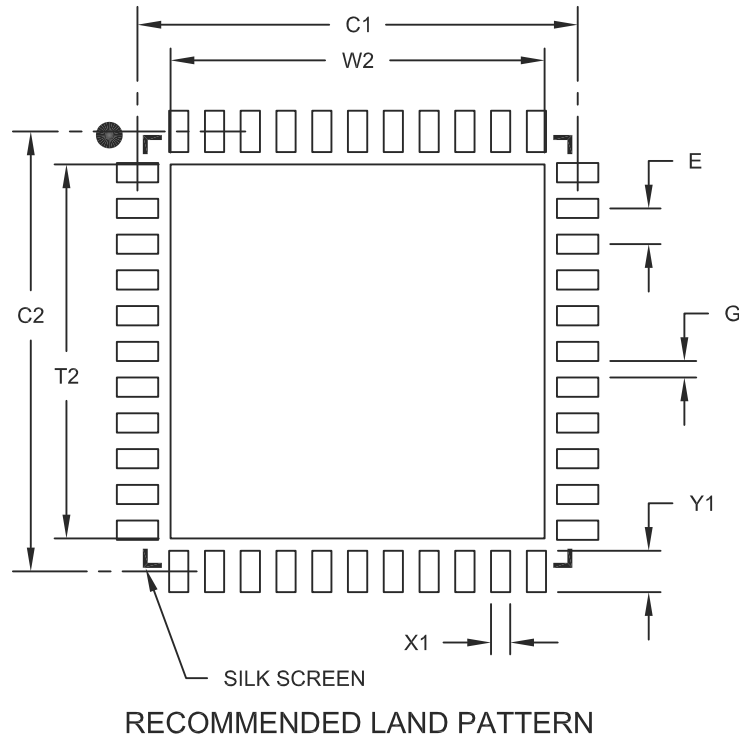 C1
W2
E
C2
G
T2
Y1
X1
SILK SCREEN
RECOMMENDED LAND PATTERN